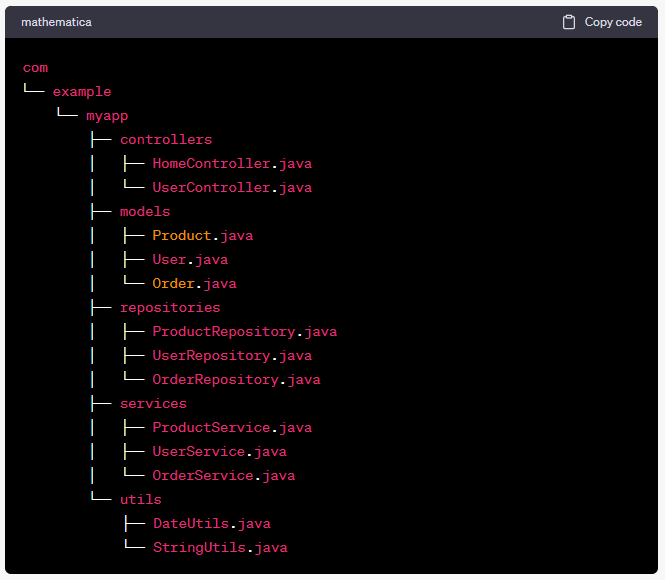 mathematica Copy code
com
└── example
    └── myapp
        ├── controllers
        │   ├── HomeController.java
        │   └── UserController.java
        ├── models
        │   ├── Product.java
        │   ├── User.java
        │   └── Order.java
        ├── repositories
        │   ├── ProductRepository.java
        │   ├── UserRepository.java
        │   └── OrderRepository.java
        ├── services
        │   ├── ProductService.java
        │   ├── UserService.java
        │   └── OrderService.java
        └── utils
            ├── DateUtils.java
            └── StringUtils.java